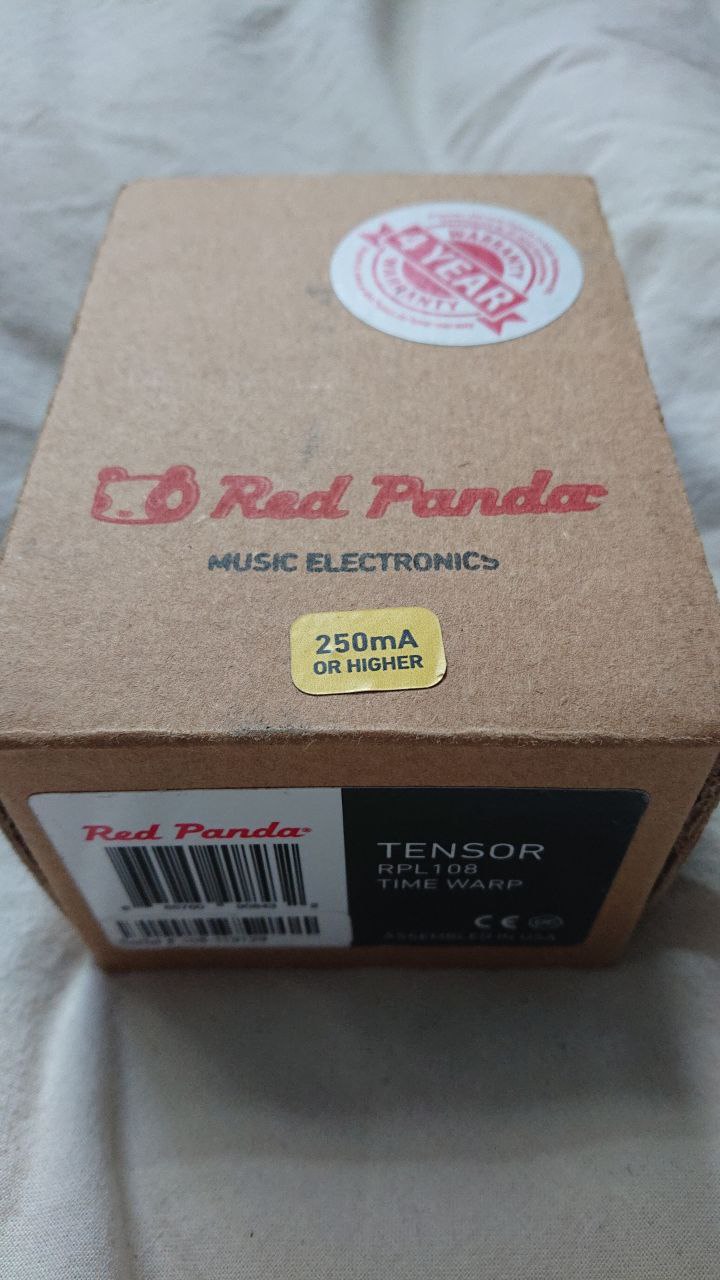 WARRANTY
4 YEAR
WARRANTY
Red Panda
MUSIC ELECTRONICS
250mA
OR HIGHER
Red Panda
TENSOR
RPL108
TIME WARP
CE
ASSEMBLED IN USA